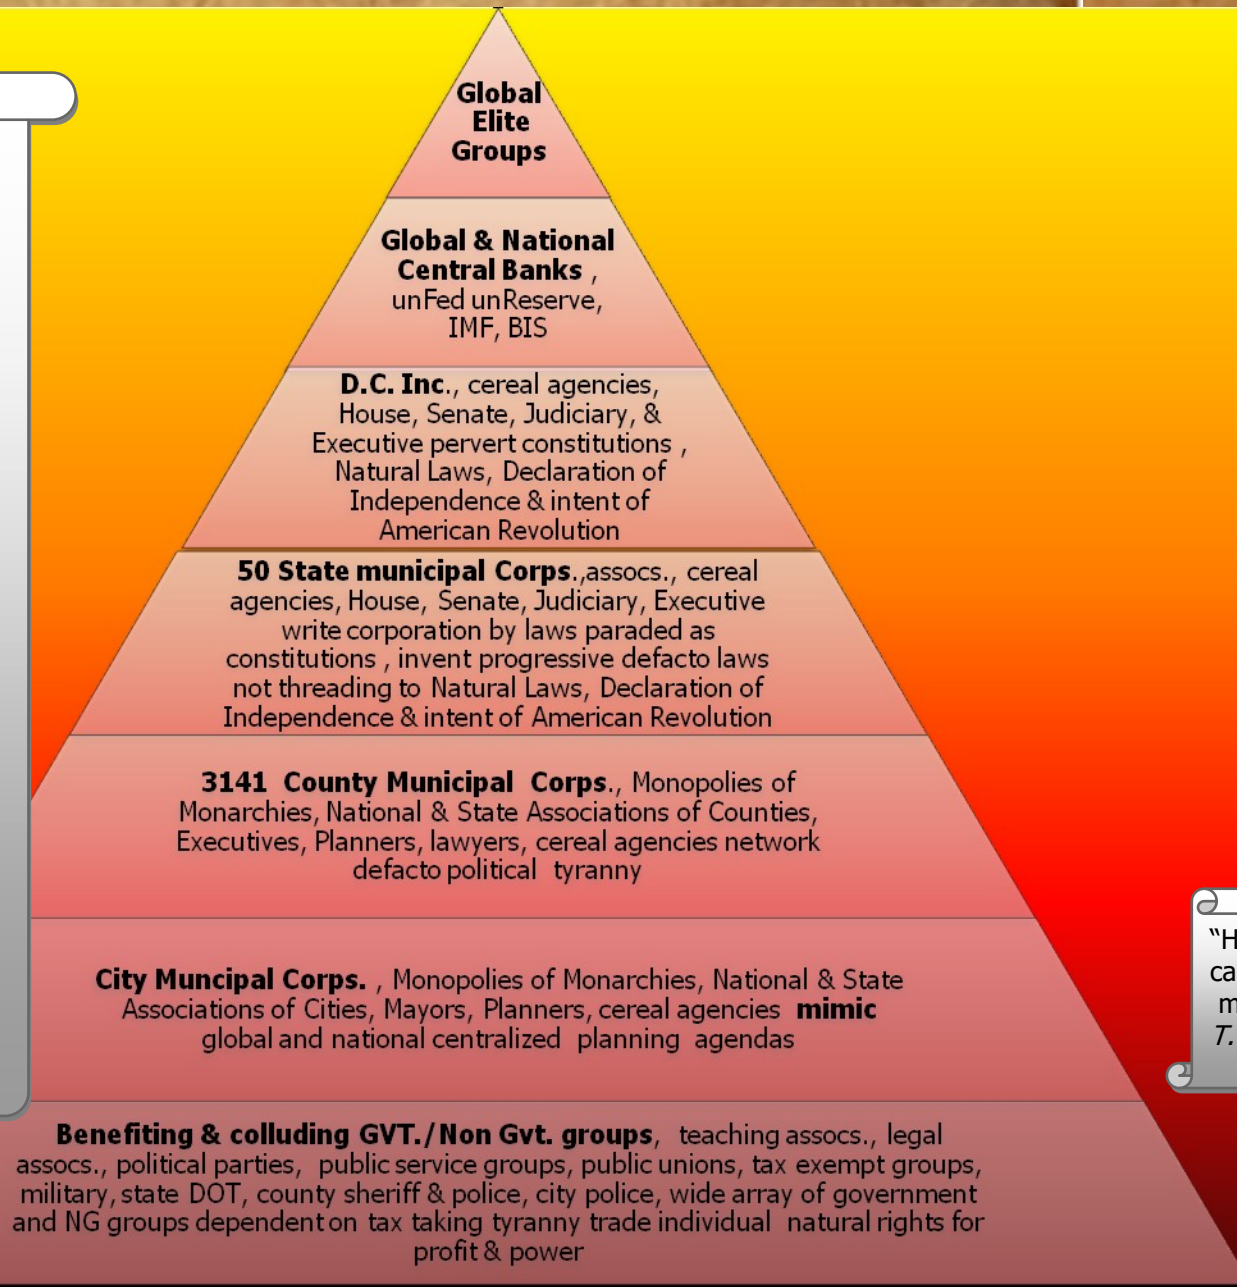 Global
Elite
Groups
Global & National
Central Banks ,
unFed unReserve,
IMF, BIS
D.C. Inc., cereal agencies,
House, Senate, Judiciary, &
Executive pervert constitutions ,
Natural Laws, Declaration of
Independence & intent of
American Revolution
50 State municipal Corps.,assocs., cereal
agencies, House, Senate, Judiciary, Executive
write corporation by laws paraded as
constitutions , invent progressive defacto laws
not threading to Natural Laws, Declaration of
Independence & intent of American Revolution
3141 County Municipal Corps., Monopolies of
Monarchies, National & State Associations of Counties,
Executives, Planners, lawyers, cereal agencies network
defacto political tyranny
City Muncipal Corps. , Monopolies of Monarchies, National & State
Associations of Cities, Mayors, Planners, cereal agencies mimic
global and national centralized planning agendas
Benefiting & colluding GVT./Non Gvt. groups, teaching assocs., legal
assocs., political parties, public service groups, public unions, tax exempt groups,
military, state DOT, county sheriff & police, city police, wide array of government
and NG groups dependent on tax taking tyranny trade individual natural rights for
profit & power
T.